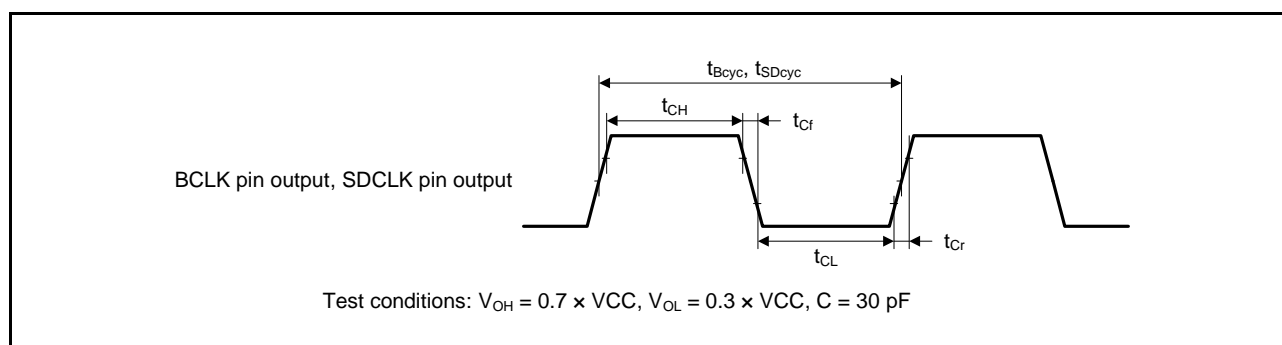 tBcyc, tSDcyc
tCH
tCf
BCLK pin output, SDCLK pin output
tCL
tCr
Test conditions: VOH = 0.7 × VCC, VOL = 0.3 × VCC, C = 30 pF